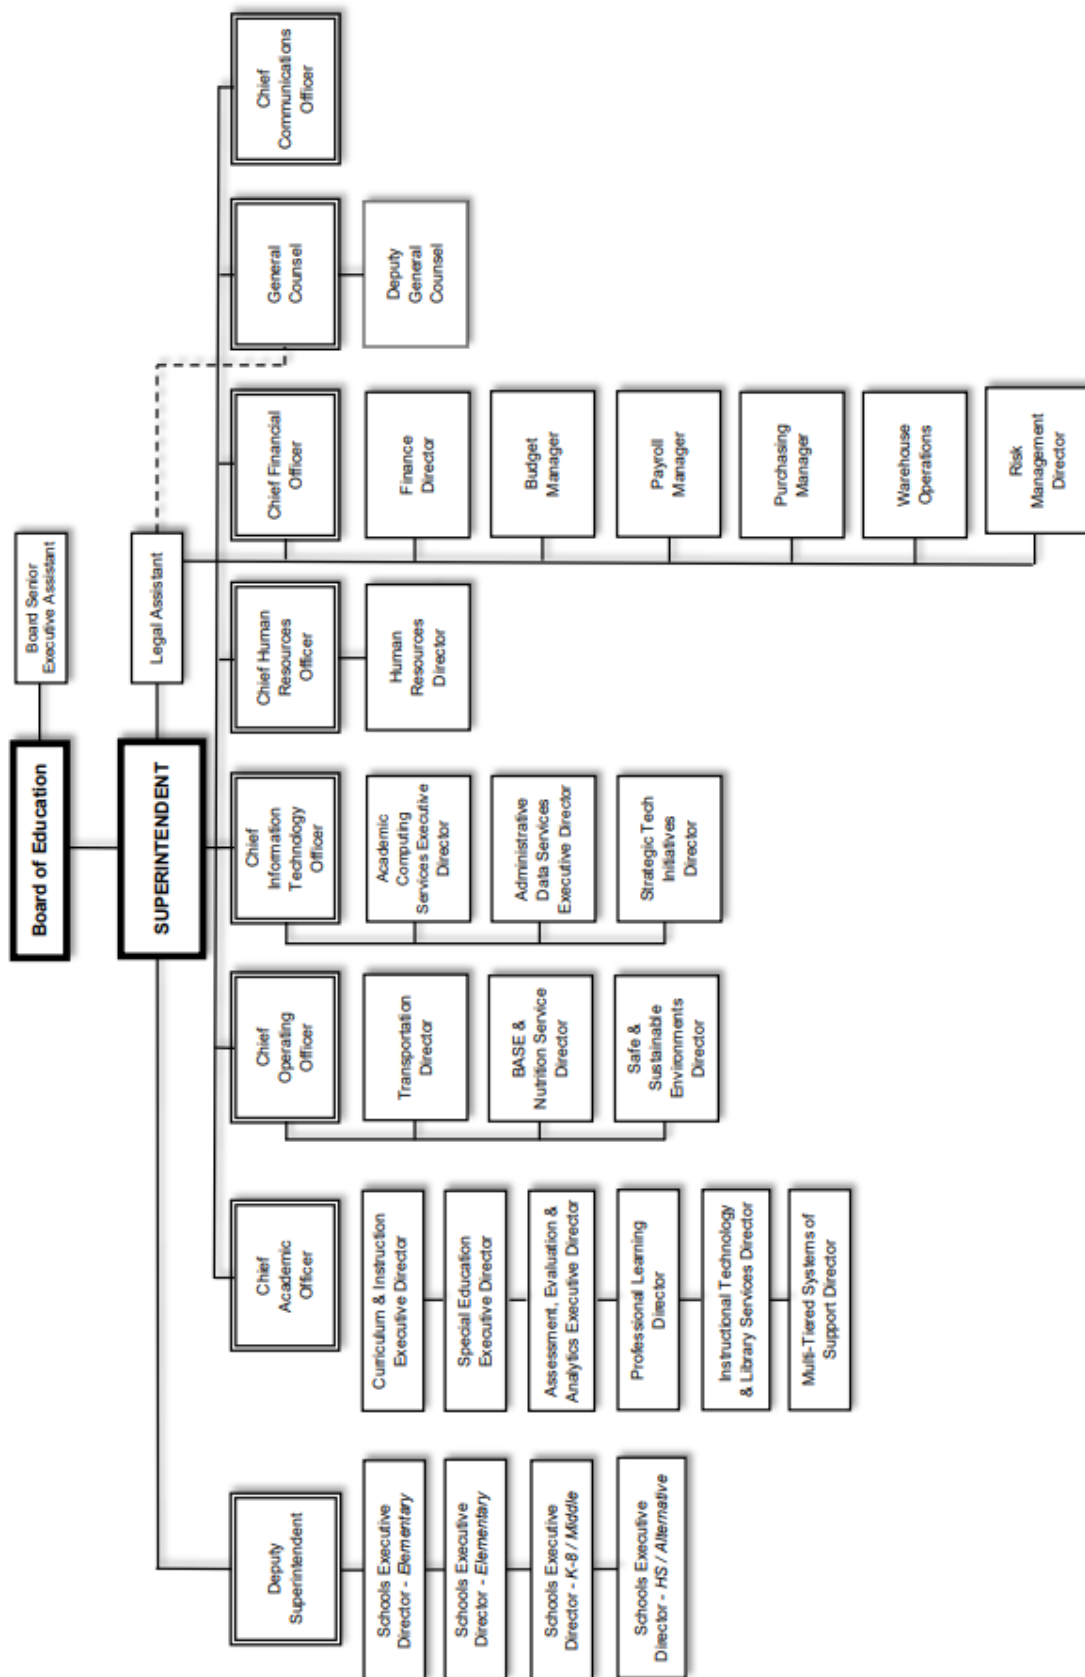 Board of Education
Board Senior
Executive Assistant
SUPERINTENDENT
Legal Assistant
Deputy
Superintendent
Schools Executive
Director - Elementary
Schools Executive
Director - Elementary
Schools Executive
Director - K-8 / Middle
Schools Executive
Director - HS / Alternative
Chief
Academic
Officer
Curriculum & Instruction
Executive Director
Special Education
Executive Director
Assessment, Evaluation &
Analytics Executive Director
Professional Learning
Director
Instructional Technology
& Library Services Director
Multi-Tiered Systems of
Support Director
Chief
Operating
Officer
Transportation
Director
BASE &
Nutrition Service
Director
Safe &
Sustainable
Environments
Director
Chief
Information
Technology
Officer
Academic
Computing
Services Executive
Director
Administrative
Data Services
Executive Director
Strategic Tech
Initiatives
Director
Chief Human
Resources
Officer
Human
Resources
Director
Chief Financial
Officer
Finance
Director
Budget
Manager
Payroll
Manager
Purchasing
Manager
Warehouse
Operations
Risk
Management
Director
General
Counsel
Deputy
General
Counsel
Chief
Communications
Officer